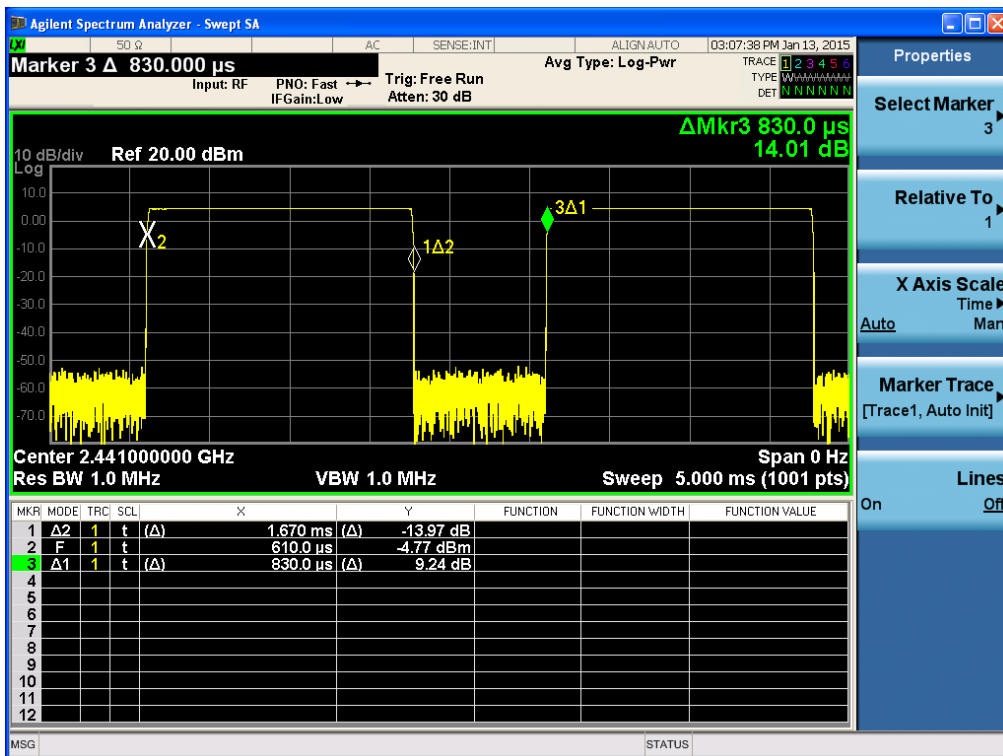 Agilent Spectrum Analyzer - Swept SA
LXI 50 Ω AC SENSE:INT ALIGN AUTO 03:07:38 PM Jan 13, 2015
Marker 3 Δ 830.000 µs
Input: RF
PNO: Fast
IFGain:Low
Trig: Free Run
Atten: 30 dB
Avg Type: Log-Pwr
TRACE 1 2 3 4 5 6
TYPE
DET N N N N N N
ΔMkr3 830.0 µs
14.01 dB
10 dB/div Ref 20.00 dBm
Log
10.0
0.00
-10.0
-20.0
-30.0
-40.0
-50.0
-60.0
-70.0
2
1Δ2
3Δ1
Center 2.441000000 GHz Span 0 Hz
Res BW 1.0 MHz VBW 1.0 MHz Sweep 5.000 ms (1001 pts)
MKR MODE TRC SCL X Y FUNCTION FUNCTION WIDTH FUNCTION VALUE
1 Δ2 1 t (Δ) 1.670 ms (Δ) -13.97 dB
2 F 1 t 610.0 µs -4.77 dBm
3 Δ1 1 t (Δ) 830.0 µs (Δ) 9.24 dB
4
5
6
7
8
9
10
11
12
MSG STATUS
Properties
Select Marker
3
Relative To
1
X Axis Scale
Time
Auto Man
Marker Trace
[Trace1, Auto Init]
Lines
On Off